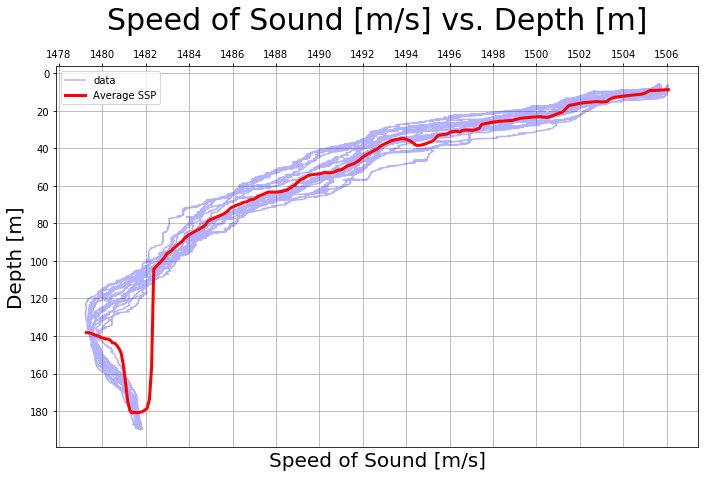 Speed of Sound [m/s] vs. Depth [m]
1478 1480 1482 1484 1486 1488 1490 1492 1494 1496 1498 1500 1502 1504 1506
data
Average SSP
0
20
40
60
80
100
120
140
160
180
Depth [m]
Speed of Sound [m/s]